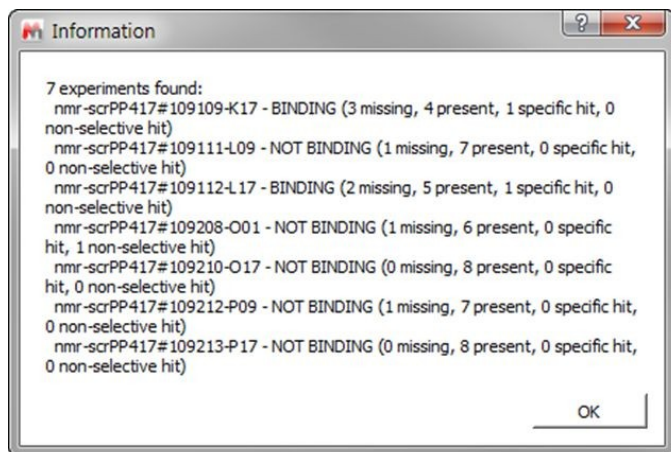 Information
7 experiments found:
nmr-scrPP417#109109-K17 - BINDING (3 missing, 4 present, 1 specific hit, 0
non-selective hit)
nmr-scrPP417#109111-L09 - NOT BINDING (1 missing, 7 present, 0 specific hit,
0 non-selective hit)
nmr-scrPP417#109112-L17 - BINDING (2 missing, 5 present, 1 specific hit, 0
non-selective hit)
nmr-scrPP417#109208-O01 - NOT BINDING (1 missing, 6 present, 0 specific
hit, 1 non-selective hit)
nmr-scrPP417#109210-O17 - NOT BINDING (0 missing, 8 present, 0 specific
hit, 0 non-selective hit)
nmr-scrPP417#109212-P09 - NOT BINDING (1 missing, 7 present, 0 specific hit,
0 non-selective hit)
nmr-scrPP417#109213-P17 - NOT BINDING (0 missing, 8 present, 0 specific hit,
0 non-selective hit)
OK